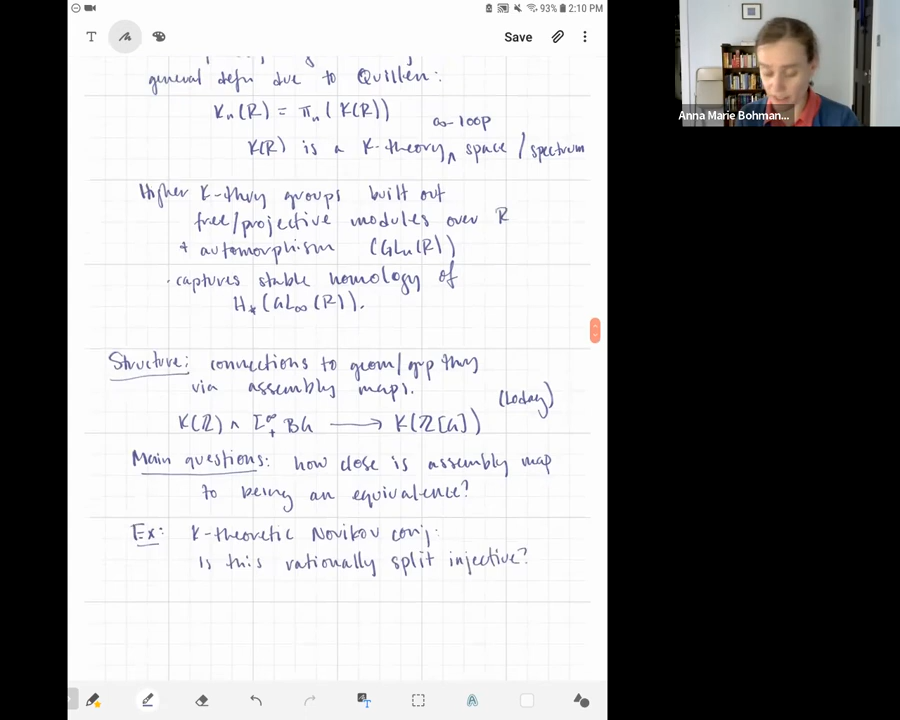 93% 2:10 PM
T
Save
general defn due to Quillen:
Kn(R) = πn(K(R))
∞-loop
K(R) is a K-theory ^ space / spectrum
Higher K-thry groups built out
free/projective modules over R
+ automorphism (GLn(R))
· captures stable homology of
H*(GL∞(R)).
Structure: connections to geom/grp thry
via assembly maps.
(Loday)
K(ℤ) ∧ Σ^∞_+ BG ⟶ K(ℤ[G])
Main questions: how close is assembly map
to being an equivalence?
Ex: K-theoretic Novikov conj:
Is this rationally split injective?
Anna Marie Bohman...